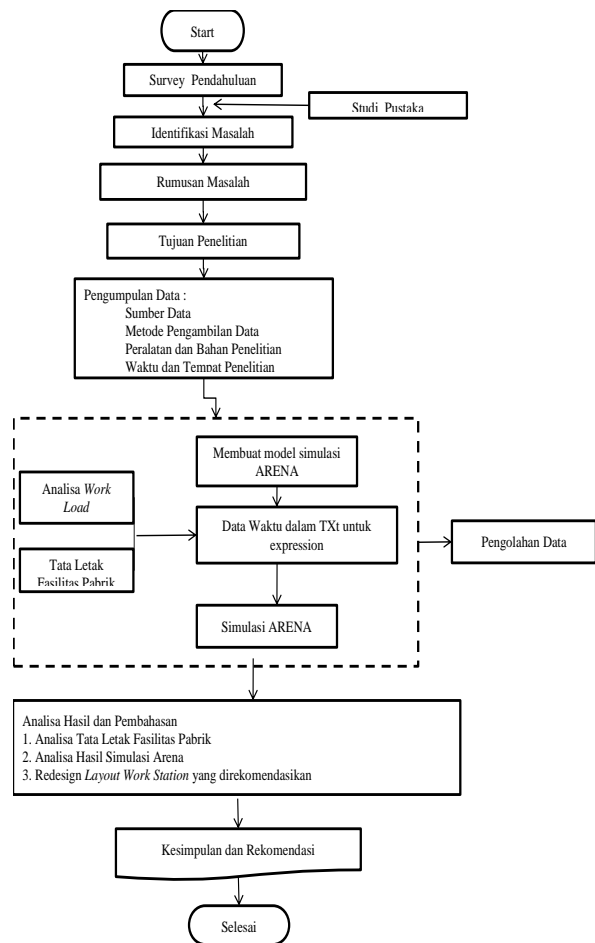 Start
Survey Pendahuluan
Studi Pustaka
Identifikasi Masalah
Rumusan Masalah
Tujuan Penelitian
Pengumpulan Data :
Sumber Data
Metode Pengambilan Data
Peralatan dan Bahan Penelitian
Waktu dan Tempat Penelitian
Membuat model simulasi
ARENA
Analisa Work
Load
Data Waktu dalam TXt untuk
expression
Pengolahan Data
Tata Letak
Fasilitas Pabrik
Simulasi ARENA
Analisa Hasil dan Pembahasan
1. Analisa Tata Letak Fasilitas Pabrik
2. Analisa Hasil Simulasi Arena
3. Redesign Layout Work Station yang direkomendasikan
Kesimpulan dan Rekomendasi
Selesai